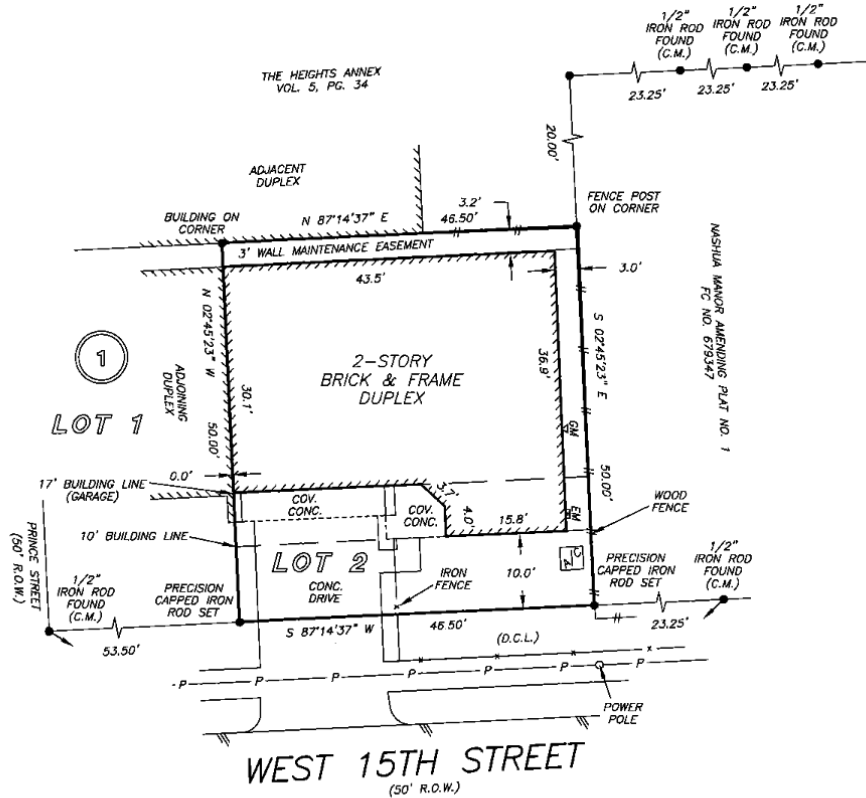 1/2"
IRON ROD
FOUND
(C.M.)
1/2"
IRON ROD
FOUND
(C.M.)
1/2"
IRON ROD
FOUND
(C.M.)
23.25'
23.25'
23.25'
THE HEIGHTS ANNEX
VOL. 5, PG. 34
20.00'
ADJACENT
DUPLEX
BUILDING ON
CORNER
N 87°14'37" E
3.2'
46.50'
FENCE POST
ON CORNER
3' WALL MAINTENANCE EASEMENT
43.5'
3.0'
N 02°45'23" W
50.00'
30.1'
ADJOINING
DUPLEX
1
LOT 1
2-STORY
BRICK & FRAME
DUPLEX
36.9'
S 02°45'23" E
50.00'
NASHUA MANOR AMENDING PLAT NO. 1
FC NO. 679347
GM
EM
0.0'
17' BUILDING LINE
(GARAGE)
COV.
CONC.
COV.
CONC.
3.7'
4.0'
15.8'
WOOD
FENCE
10' BUILDING LINE
LOT 2
CONC.
DRIVE
IRON
FENCE
10.0'
PRINCE STREET
(50' R.O.W.)
1/2"
IRON ROD
FOUND
(C.M.)
PRECISION
CAPPED IRON
ROD SET
PRECISION
CAPPED IRON
ROD SET
1/2"
IRON ROD
FOUND
(C.M.)
53.50'
S 87°14'37" W
46.50'
23.25'
(D.C.L.)
P P P P P P P
POWER
POLE
WEST 15TH STREET
(50' R.O.W.)